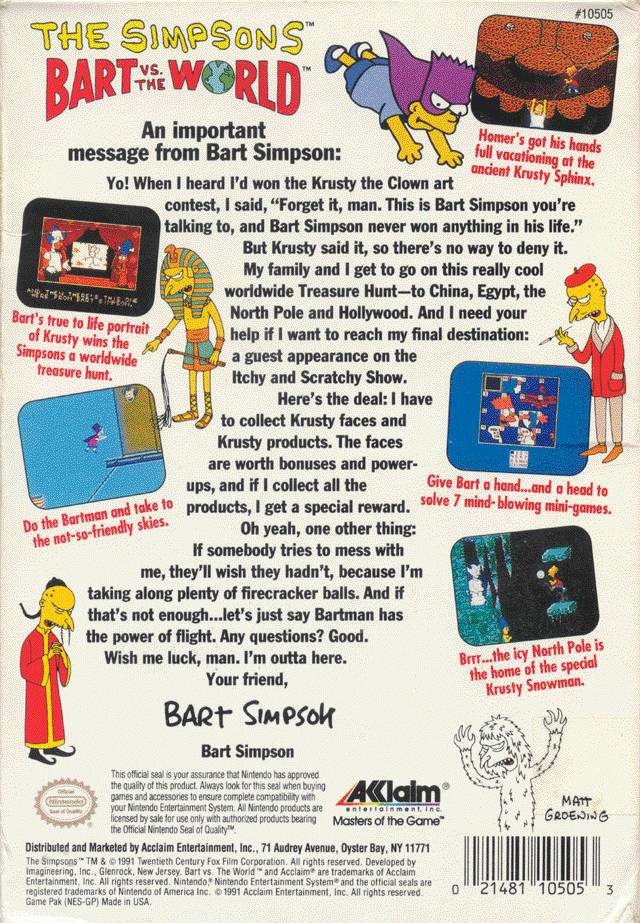 #10505
THE SIMPSONS™
BART VS. THE WORLD™
An important
message from Bart Simpson:
Homer's got his hands
full vacationing at the
ancient Krusty Sphinx.
Yo! When I heard I'd won the Krusty the Clown art
contest, I said, “Forget it, man. This is Bart Simpson you're
talking to, and Bart Simpson never won anything in his life.”
But Krusty said it, so there's no way to deny it.
My family and I get to go on this really cool
worldwide Treasure Hunt—to China, Egypt, the
North Pole and Hollywood. And I need your
help if I want to reach my final destination:
a guest appearance on the
Itchy and Scratchy Show.
Here's the deal: I have
to collect Krusty faces and
Krusty products. The faces
are worth bonuses and power-
ups, and if I collect all the
products, I get a special reward.
Oh yeah, one other thing:
If somebody tries to mess with
me, they'll wish they hadn't, because I'm
taking along plenty of firecracker balls. And if
that's not enough...let's just say Bartman has
the power of flight. Any questions? Good.
Wish me luck, man. I'm outta here.
Your friend,
BART SIMPSON
Bart Simpson
Bart's true to life portrait
of Krusty wins the
Simpsons a worldwide
treasure hunt.
Do the Bartman and take to
the not-so-friendly skies.
Give Bart a hand...and a head to
solve 7 mind-blowing mini-games.
Brrr...the icy North Pole is
the home of the special
Krusty Snowman.
MATT
GROENING
Official
Nintendo
Seal of Quality
This official seal is your assurance that Nintendo has approved
the quality of this product. Always look for this seal when buying
games and accessories to ensure complete compatibility with
your Nintendo Entertainment System. All Nintendo products are
licensed by sale for use only with authorized products bearing
the Official Nintendo Seal of Quality™.
AKklaim®
entertainment, inc.
Masters of the Game™
Distributed and Marketed by Acclaim Entertainment, Inc., 71 Audrey Avenue, Oyster Bay, NY 11771
The Simpsons™ TM & © 1991 Twentieth Century Fox Film Corporation. All rights reserved. Developed by
Imagineering, Inc., Glenrock, New Jersey. Bart vs. The World™ and Acclaim® are trademarks of Acclaim
Entertainment, Inc. All rights reserved. Nintendo,® Nintendo Entertainment System® and the official seals are
registered trademarks of Nintendo of America Inc. © 1991 Acclaim Entertainment, Inc. All rights reserved.
Game Pak (NES-GP) Made in USA.
0 21481 10505 3